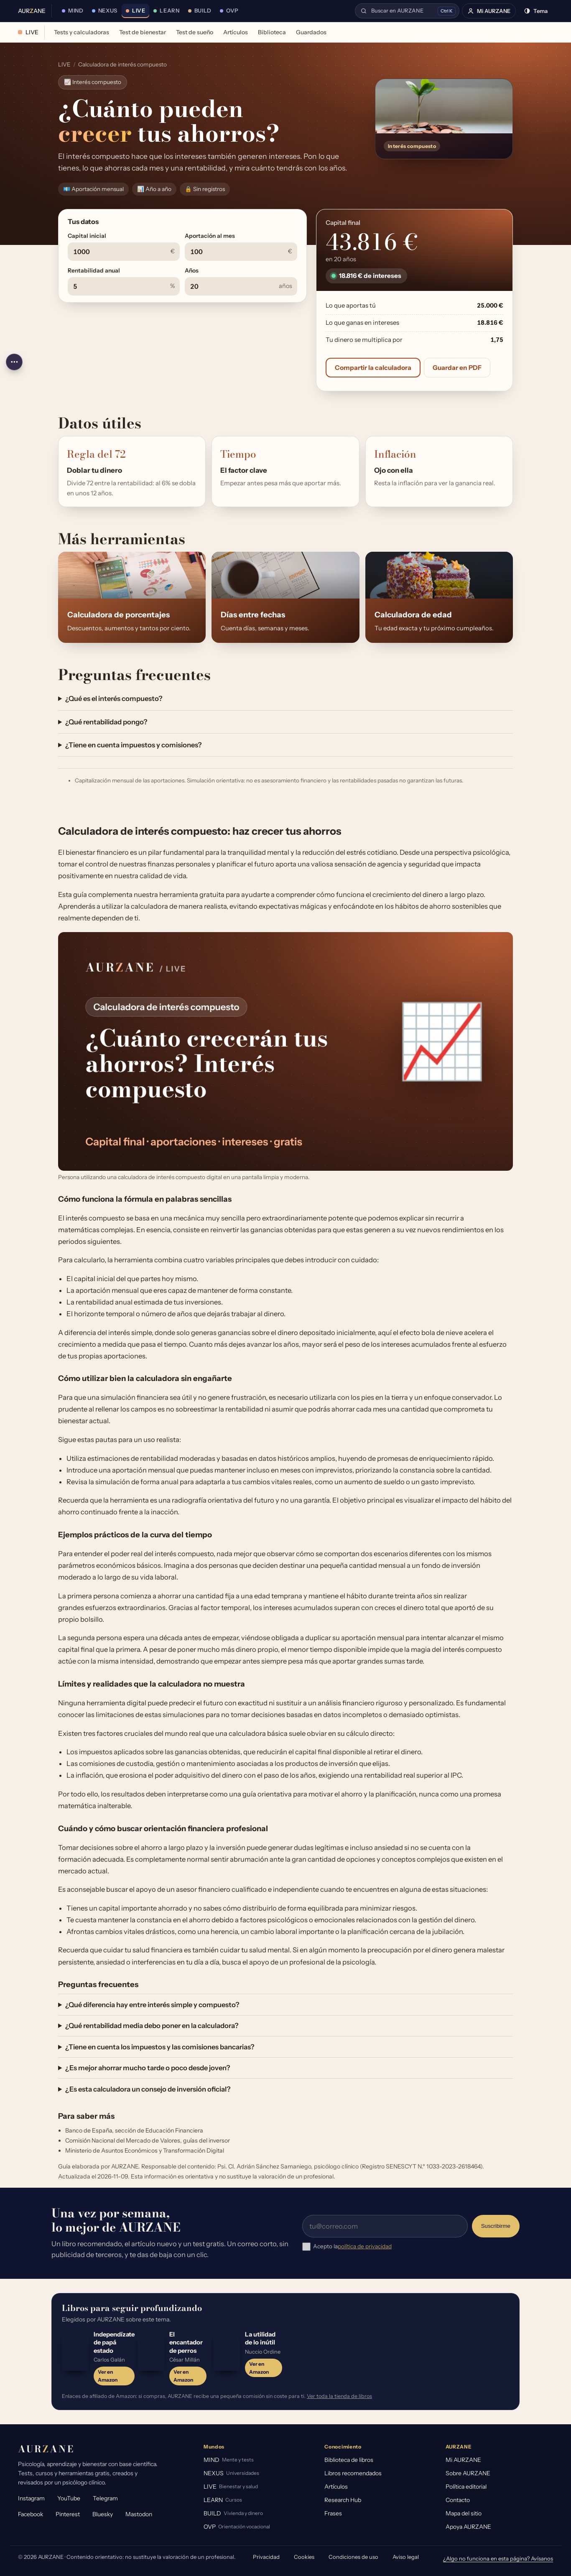 AURZANE MIND NEXUS LIVE LEARN BUILD OVP Buscar en AURZANE Ctrl K Mi AURZANE Tema
LIVE Tests y calculadoras Test de bienestar Test de sueño Artículos Biblioteca Guardados
LIVE / Calculadora de interés compuesto
📈 Interés compuesto
¿Cuánto pueden
crecer tus ahorros?
El interés compuesto hace que los intereses también generen intereses. Pon lo que
tienes, lo que ahorras cada mes y una rentabilidad, y mira cuánto tendrás con los años.
💶 Aportación mensual 📊 Año a año 🔒 Sin registros
Interés compuesto
Tus datos
Capital inicial Aportación al mes
1000 € 100 €
Rentabilidad anual Años
5 % 20 años
Capital final
43.816 €
en 20 años
18.816 € de intereses
Lo que aportas tú 25.000 €
Lo que ganas en intereses 18.816 €
Tu dinero se multiplica por 1,75
Compartir la calculadora Guardar en PDF
Datos útiles
Regla del 72
Doblar tu dinero
Divide 72 entre la rentabilidad: al 6% se dobla
en unos 12 años.
Tiempo
El factor clave
Empezar antes pesa más que aportar más.
Inflación
Ojo con ella
Resta la inflación para ver la ganancia real.
Más herramientas
Calculadora de porcentajes
Descuentos, aumentos y tantos por ciento.
Días entre fechas
Cuenta días, semanas y meses.
Calculadora de edad
Tu edad exacta y tu próximo cumpleaños.
Preguntas frecuentes
¿Qué es el interés compuesto?
¿Qué rentabilidad pongo?
¿Tiene en cuenta impuestos y comisiones?
Capitalización mensual de las aportaciones. Simulación orientativa: no es asesoramiento financiero y las rentabilidades pasadas no garantizan las futuras.
Calculadora de interés compuesto: haz crecer tus ahorros
El bienestar financiero es un pilar fundamental para la tranquilidad mental y la reducción del estrés cotidiano. Desde una perspectiva psicológica,
tomar el control de nuestras finanzas personales y planificar el futuro aporta una valiosa sensación de agencia y seguridad que impacta
positivamente en nuestra calidad de vida.
Esta guía complementa nuestra herramienta gratuita para ayudarte a comprender cómo funciona el crecimiento del dinero a largo plazo.
Aprenderás a utilizar la calculadora de manera realista, evitando expectativas mágicas y enfocándote en los hábitos de ahorro sostenible que
realmente dependen de ti.
AURZANE / LIVE
Calculadora de interés compuesto
¿Cuánto crecerán tus
ahorros? Interés
compuesto
Capital final · aportaciones · intereses · gratis
Persona utilizando una calculadora de interés compuesto digital en una pantalla limpia y moderna.
Cómo funciona la fórmula en palabras sencillas
El interés compuesto se basa en una mecánica muy sencilla pero extraordinariamente potente que podemos explicar sin recurrir a
matemáticas complejas. En esencia, consiste en reinvertir las ganancias obtenidas para que estas generen a su vez nuevos rendimientos en los
periodos siguientes.
Para calcularlo, la herramienta combina cuatro variables principales que debes introducir con cuidado:
El capital inicial del que partes hoy mismo.
La aportación mensual que eres capaz de mantener de forma constante.
La rentabilidad anual estimada de tus inversiones.
El horizonte temporal o número de años que dejarás trabajar al dinero.
A diferencia del interés simple, donde solo generas ganancias sobre el dinero depositado inicialmente, aquí el efecto bola de nieve acelera el
crecimiento a medida que pasa el tiempo. Cuanto más dejes crecer el ahorro, mayor será el peso de los intereses acumulados frente al esfuerzo
de tus propias aportaciones.
Cómo utilizar bien la calculadora sin engañarte
Para que una simulación financiera sea útil y no genere frustración, es necesario utilizarla con los pies en la tierra y un enfoque conservador. Lo
prudente al rellenar los campos es no sobrestimar la rentabilidad ni asumir que podrás ahorrar cada mes una cantidad que comprometa tu
bienestar actual.
Sigue estas pautas para un uso realista:
Utiliza estimaciones de rentabilidad moderadas y basadas en datos históricos amplios, huyendo de promesas de enriquecimiento rápido.
Introduce una aportación mensual que puedas mantener incluso en meses con imprevistos, priorizando la constancia sobre la cantidad.
Revisa la simulación de forma anual para adaptarla a tus cambios vitales reales, como un aumento de sueldo o un gasto imprevisto.
Recuerda que la herramienta es una radiografía orientativa del futuro y no una garantía. El objetivo principal es visualizar el impacto del hábito del
ahorro continuado frente a la inacción.
Ejemplos prácticos de la curva del tiempo
Para entender el poder real del interés compuesto, nada mejor que observar cómo se comportan dos escenarios diferentes con los mismos
parámetros económicos básicos. Imagina a dos personas que deciden destinar una pequeña cantidad mensual a un fondo de inversión
moderado a lo largo de su vida laboral.
La primera persona comienza a ahorrar una cantidad fija a una edad temprana y mantiene el hábito durante treinta años sin realizar
grandes esfuerzos extraordinarios. Gracias al factor temporal, los intereses acumulados superan con creces el dinero total que aportó de su
propio bolsillo.
La segunda persona espera una década antes de empezar, viéndose obligada a duplicar su aportación mensual para intentar alcanzar el mismo
capital final que la primera. A pesar de poner mucho más dinero propio, el menor tiempo disponible impide que la magia del interés compuesto
actúe con la misma intensidad, demostrando que empezar antes siempre pesa más que aportar grandes sumas tarde.
Límites y realidades que la calculadora no muestra
Ninguna herramienta digital puede predecir el futuro con exactitud ni sustituir a un análisis financiero riguroso y personalizado. Es fundamental
conocer las limitaciones de estas simulaciones para no tomar decisiones basadas en datos incompletos o demasiado optimistas.
Existen tres factores cruciales del mundo real que una calculadora básica suele obviar en su cálculo directo:
Los impuestos aplicados sobre las ganancias obtenidas, que reducirán el capital final disponible al retirar el dinero.
Las comisiones de custodia, gestión o mantenimiento asociadas a los productos de inversión que elijas.
La inflación, que erosiona el poder adquisitivo del dinero con el paso de los años, exigiendo una rentabilidad real superior al IPC.
Por todo ello, los resultados deben interpretarse como una guía orientativa para motivar el ahorro y la planificación, nunca como una promesa
matemática inalterable.
Cuándo y cómo buscar orientación financiera profesional
Tomar decisiones sobre el ahorro a largo plazo y la inversión puede generar dudas legítimas e incluso ansiedad si no se cuenta con la
formación adecuada. Es completamente normal sentir abrumación ante la gran cantidad de opciones y conceptos complejos que existen en el
mercado actual.
Es aconsejable buscar el apoyo de un asesor financiero cualificado e independiente cuando te encuentres en alguna de estas situaciones:
Tienes un capital importante ahorrado y no sabes cómo distribuirlo de forma equilibrada para minimizar riesgos.
Te cuesta mantener la constancia en el ahorro debido a factores psicológicos o emocionales relacionados con la gestión del dinero.
Afrontas cambios vitales drásticos, como una herencia, un cambio laboral importante o la planificación cercana de la jubilación.
Recuerda que cuidar tu salud financiera es también cuidar tu salud mental. Si en algún momento la preocupación por el dinero genera malestar
persistente, ansiedad o interferencias en tu día a día, busca el apoyo de un profesional de la psicología.
Preguntas frecuentes
¿Qué diferencia hay entre interés simple y compuesto?
¿Qué rentabilidad media debo poner en la calculadora?
¿Tiene en cuenta los impuestos y las comisiones bancarias?
¿Es mejor ahorrar mucho tarde o poco desde joven?
¿Es esta calculadora un consejo de inversión oficial?
Para saber más
Banco de España, sección de Educación Financiera
Comisión Nacional del Mercado de Valores, guías del inversor
Ministerio de Asuntos Económicos y Transformación Digital
Guía elaborada por AURZANE. Responsable del contenido: Psi. Cl. Adrián Sánchez Samaniego, psicólogo clínico (Registro SENESCYT N.º 1033-2023-2618464).
Actualizada el 2026-11-09. Esta información es orientativa y no sustituye la valoración de un profesional.
Una vez por semana,
lo mejor de AURZANE
Un libro recomendado, el artículo nuevo y un test gratis. Un correo corto, sin
publicidad de terceros, y te das de baja con un clic.
tu@correo.com Suscribirme
Acepto la política de privacidad
Libros para seguir profundizando
Elegidos por AURZANE sobre este tema.
Independízate
de papá
estado
Carlos Galán
Ver en
Amazon
El
encantador
de perros
César Millán
Ver en
Amazon
La utilidad
de lo inútil
Nuccio Ordine
Ver en
Amazon
Enlaces de afiliado de Amazon: si compras, AURZANE recibe una pequeña comisión sin coste para ti. Ver toda la tienda de libros
AURZANE
Psicología, aprendizaje y bienestar con base científica.
Tests, cursos y herramientas gratis, creados y
revisados por un psicólogo clínico.
Instagram YouTube Telegram
Facebook Pinterest Bluesky Mastodon
Mundos
MIND Mente y tests
NEXUS Universidades
LIVE Bienestar y salud
LEARN Cursos
BUILD Vivienda y dinero
OVP Orientación vocacional
Conocimiento
Biblioteca de libros
Libros recomendados
Artículos
Research Hub
Frases
AURZANE
Mi AURZANE
Sobre AURZANE
Política editorial
Contacto
Mapa del sitio
Apoya AURZANE
© 2026 AURZANE · Contenido orientativo: no sustituye la valoración de un profesional. Privacidad Cookies Condiciones de uso Aviso legal ¿Algo no funciona en esta página? Avísanos